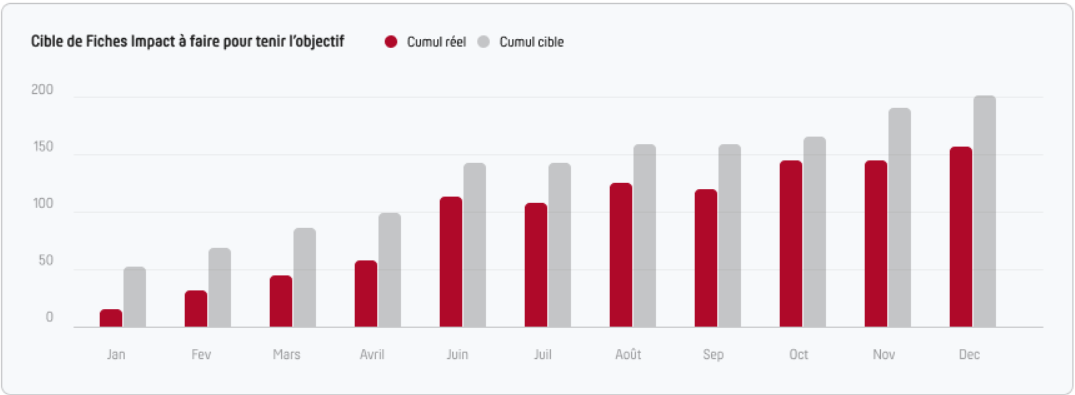 Cible de Fiches Impact à faire pour tenir l'objectif Cumul réel Cumul cible
200
150
100
50
0
Jan Fev Mars Avril Juin Juil Août Sep Oct Nov Dec